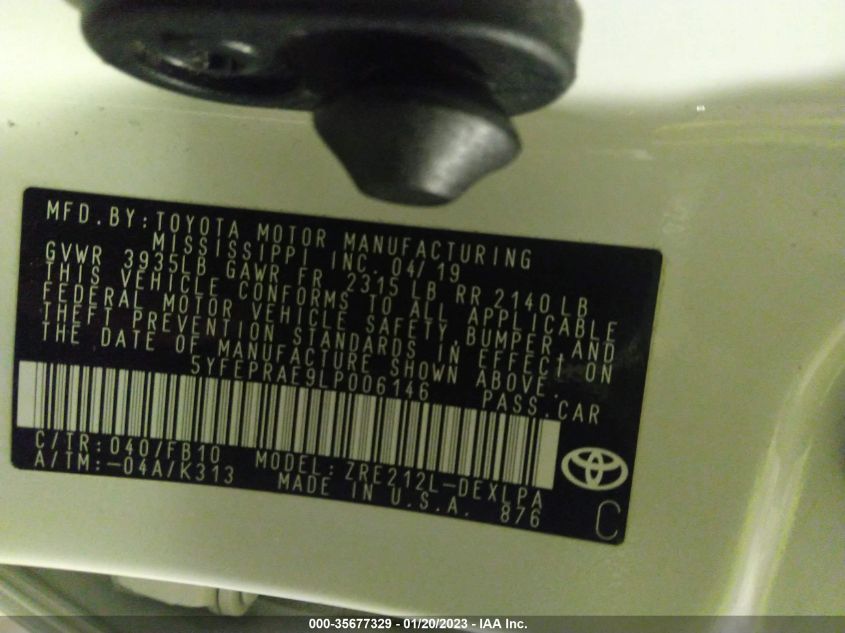 MFD.BY:TOYOTA MOTOR MANUFACTURING
MISSISSIPPI INC. 04/19
GVWR 3935LB GAWR FR 2315 LB RR 2140 LB
THIS VEHICLE CONFORMS TO ALL APPLICABLE
FEDERAL MOTOR VEHICLE SAFETY,BUMPER,AND
THEFT PREVENTION STANDARDS IN EFFECT ON
THE DATE OF MANUFACTURE SHOWN ABOVE.
5YFEPRAE9LP006146 PASS.CAR
C/TR:040/FB10 MODEL:ZRE212L-DEXLPA
A/TM:-04A/K313 MADE IN U.S.A. 876
C
000-35677329 - 01/20/2023 - IAA Inc.